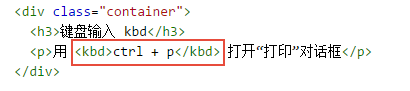 <div class="container">
<h3>键盘输入 kbd</h3>
<p>用 <kbd>ctrl + p</kbd> 打开“打印”对话框</p>
</div>